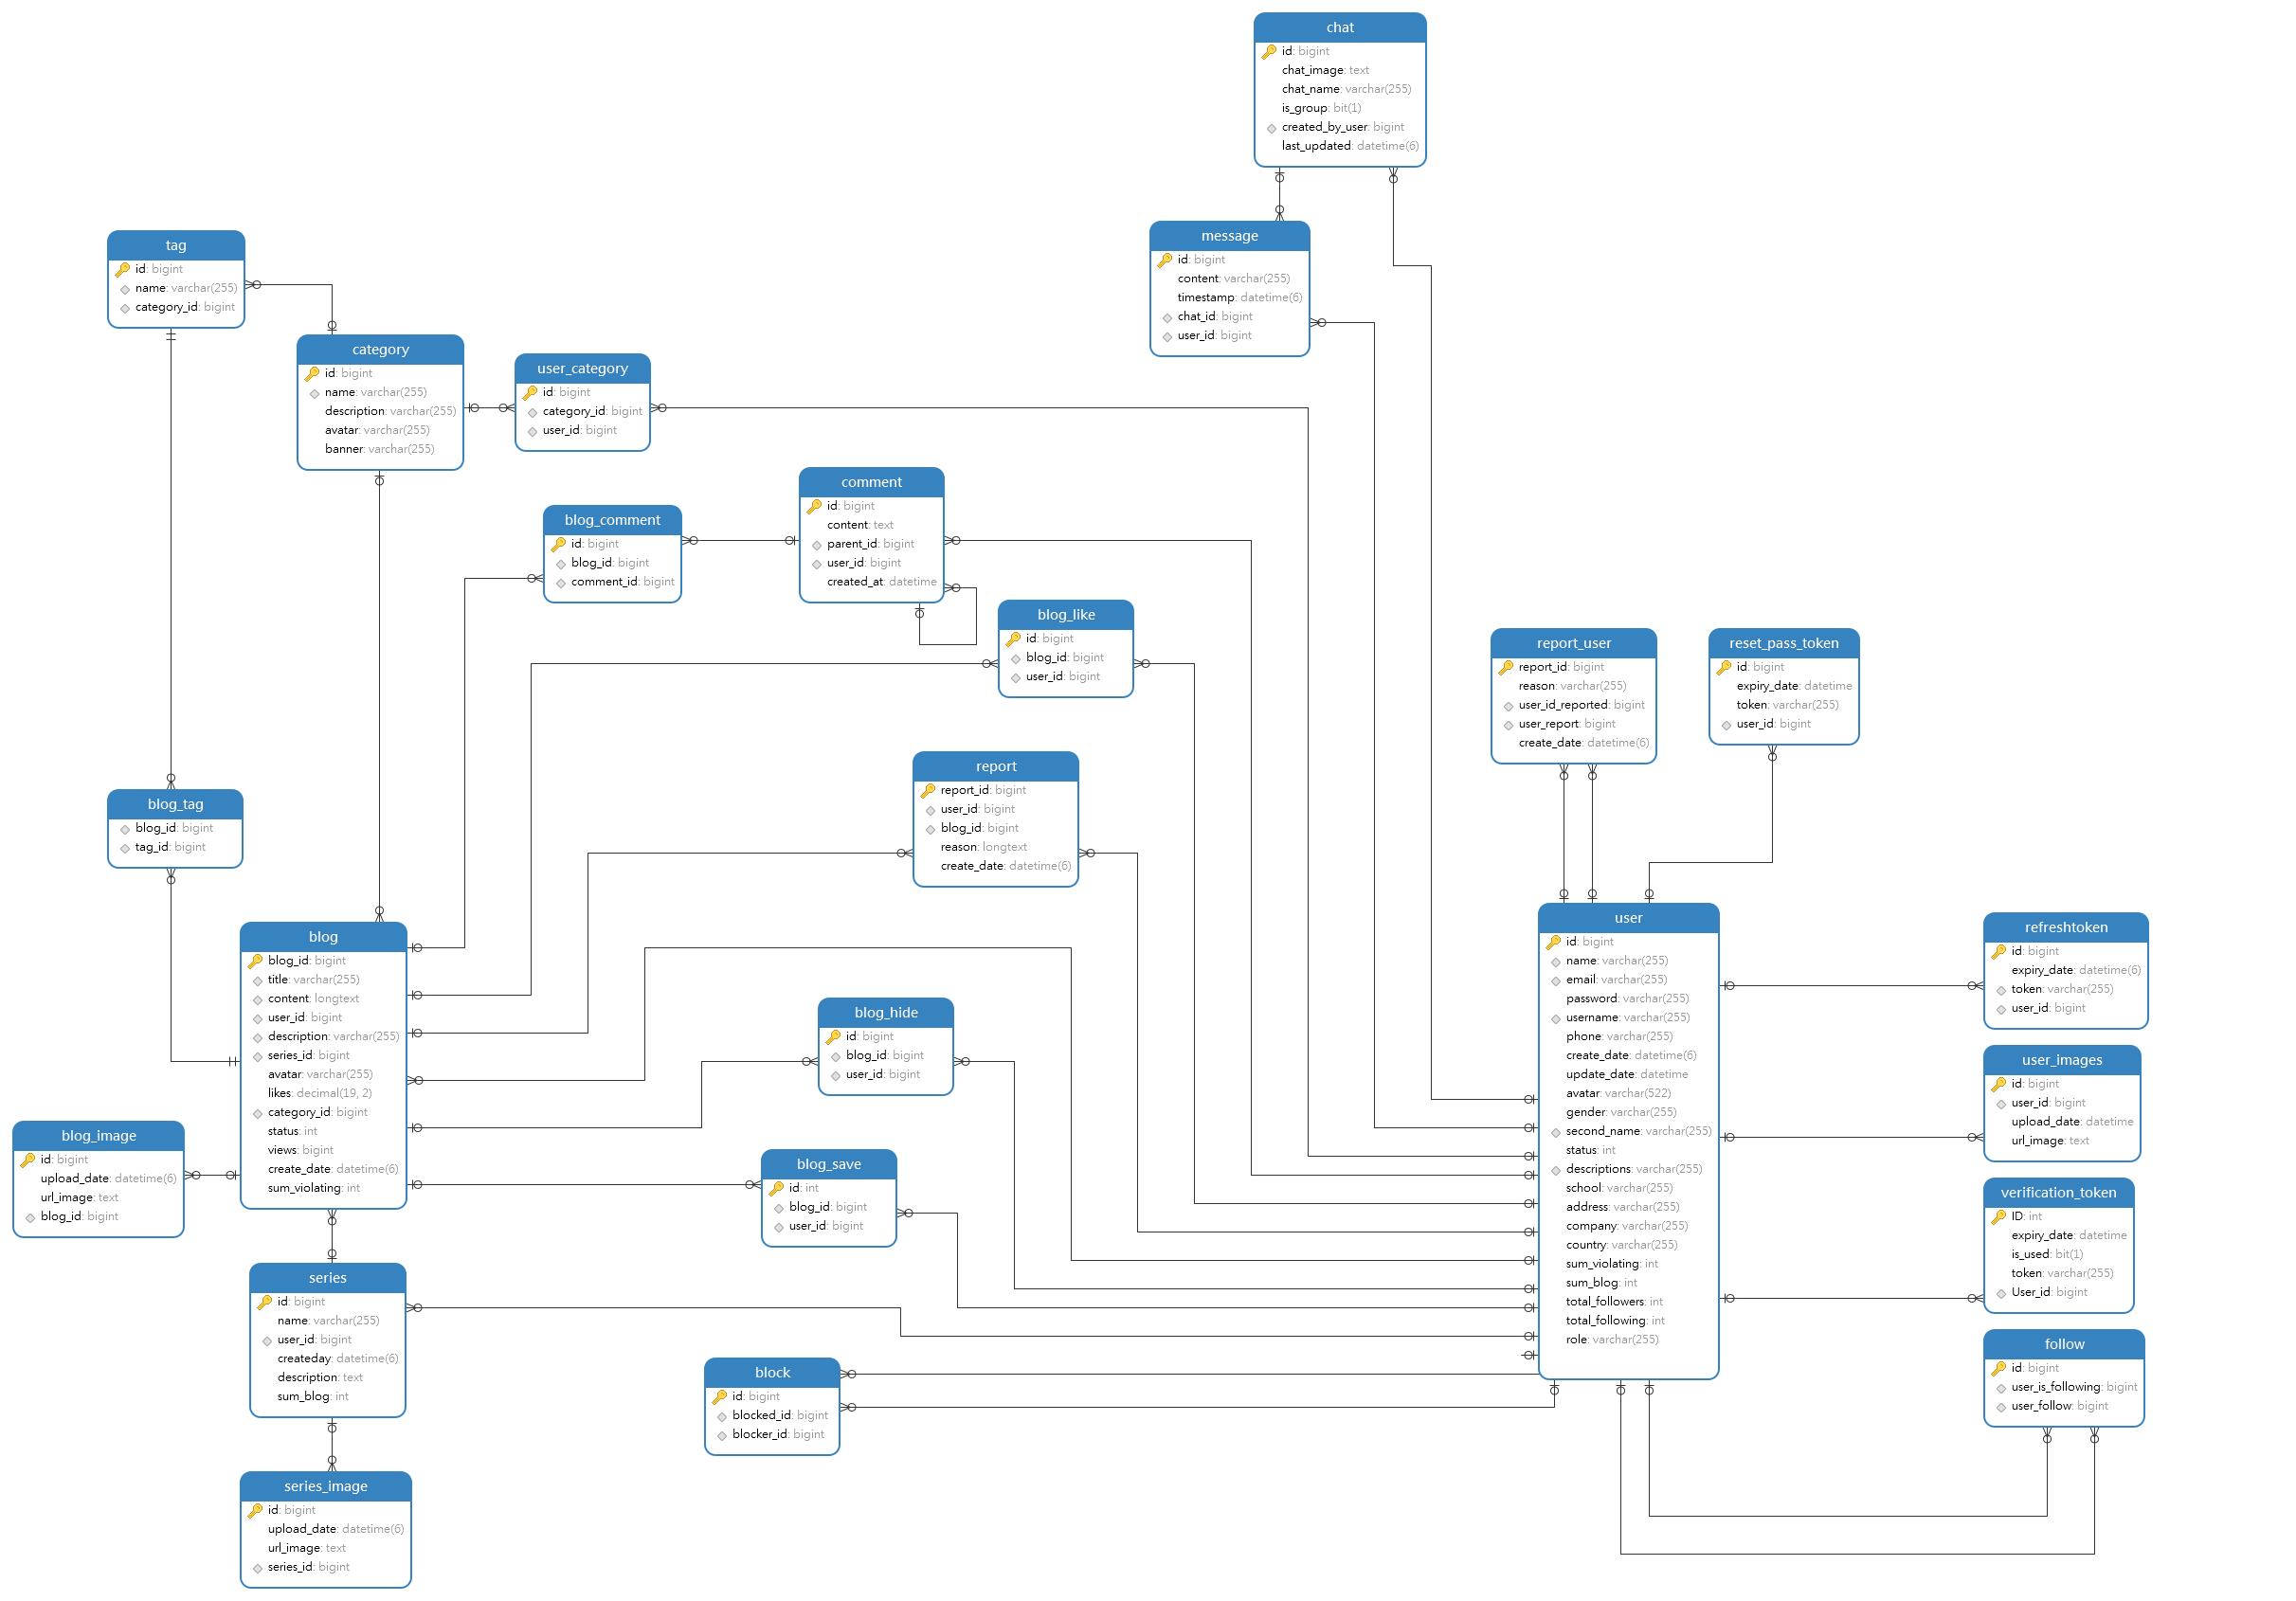 chat
id: bigint
chat_image: text
chat_name: varchar(255)
is_group: bit(1)
created_by_user: bigint
last_updated: datetime(6)
message
id: bigint
content: varchar(255)
timestamp: datetime(6)
chat_id: bigint
user_id: bigint
tag
id: bigint
name: varchar(255)
category_id: bigint
category
id: bigint
name: varchar(255)
description: varchar(255)
avatar: varchar(255)
banner: varchar(255)
user_category
id: bigint
category_id: bigint
user_id: bigint
comment
id: bigint
content: text
parent_id: bigint
user_id: bigint
created_at: datetime
blog_comment
id: bigint
blog_id: bigint
comment_id: bigint
blog_like
id: bigint
blog_id: bigint
user_id: bigint
report_user
report_id: bigint
reason: varchar(255)
user_id_reported: bigint
user_report: bigint
create_date: datetime(6)
reset_pass_token
id: bigint
expiry_date: datetime
token: varchar(255)
user_id: bigint
report
report_id: bigint
user_id: bigint
blog_id: bigint
reason: longtext
create_date: datetime(6)
blog_tag
blog_id: bigint
tag_id: bigint
blog
blog_id: bigint
title: varchar(255)
content: longtext
user_id: bigint
description: varchar(255)
series_id: bigint
avatar: varchar(255)
likes: decimal(19, 2)
category_id: bigint
status: int
views: bigint
create_date: datetime(6)
sum_violating: int
user
id: bigint
name: varchar(255)
email: varchar(255)
password: varchar(255)
username: varchar(255)
phone: varchar(255)
create_date: datetime(6)
update_date: datetime
avatar: varchar(522)
gender: varchar(255)
second_name: varchar(255)
status: int
descriptions: varchar(255)
school: varchar(255)
address: varchar(255)
company: varchar(255)
country: varchar(255)
sum_violating: int
sum_blog: int
total_followers: int
total_following: int
role: varchar(255)
refreshtoken
id: bigint
expiry_date: datetime(6)
token: varchar(255)
user_id: bigint
blog_hide
id: bigint
blog_id: bigint
user_id: bigint
user_images
id: bigint
user_id: bigint
upload_date: datetime
url_image: text
blog_image
id: bigint
upload_date: datetime(6)
url_image: text
blog_id: bigint
blog_save
id: int
blog_id: bigint
user_id: bigint
verification_token
ID: int
expiry_date: datetime
is_used: bit(1)
token: varchar(255)
User_id: bigint
series
id: bigint
name: varchar(255)
user_id: bigint
createday: datetime(6)
description: text
sum_blog: int
follow
id: bigint
user_is_following: bigint
user_follow: bigint
block
id: bigint
blocked_id: bigint
blocker_id: bigint
series_image
id: bigint
upload_date: datetime(6)
url_image: text
series_id: bigint